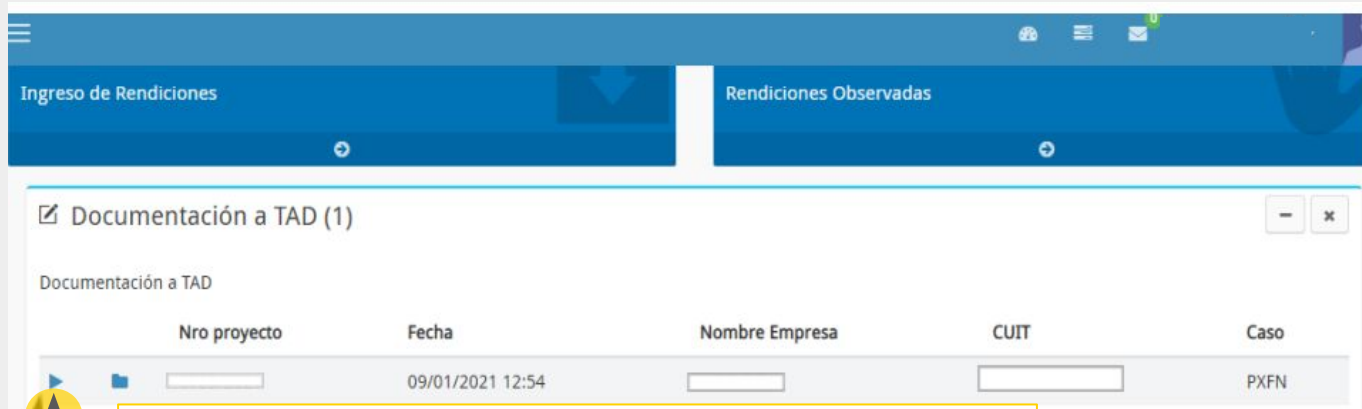 0
Ingreso de Rendiciones
Rendiciones Observadas
Documentación a TAD (1)
Documentación a TAD
Nro proyecto Fecha Nombre Empresa CUIT Caso
09/01/2021 12:54 PXFN